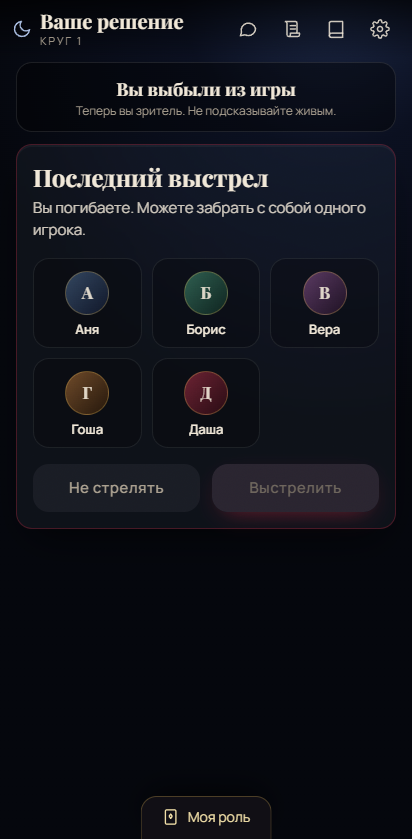 Ваше решение
КРУГ 1
Вы выбыли из игры
Теперь вы зритель. Не подсказывайте живым.
Последний выстрел
Вы погибаете. Можете забрать с собой одного
игрока.
А
Б
В
Аня
Борис
Вера
Г
Д
Гоша
Даша
Не стрелять
Выстрелить
Моя роль